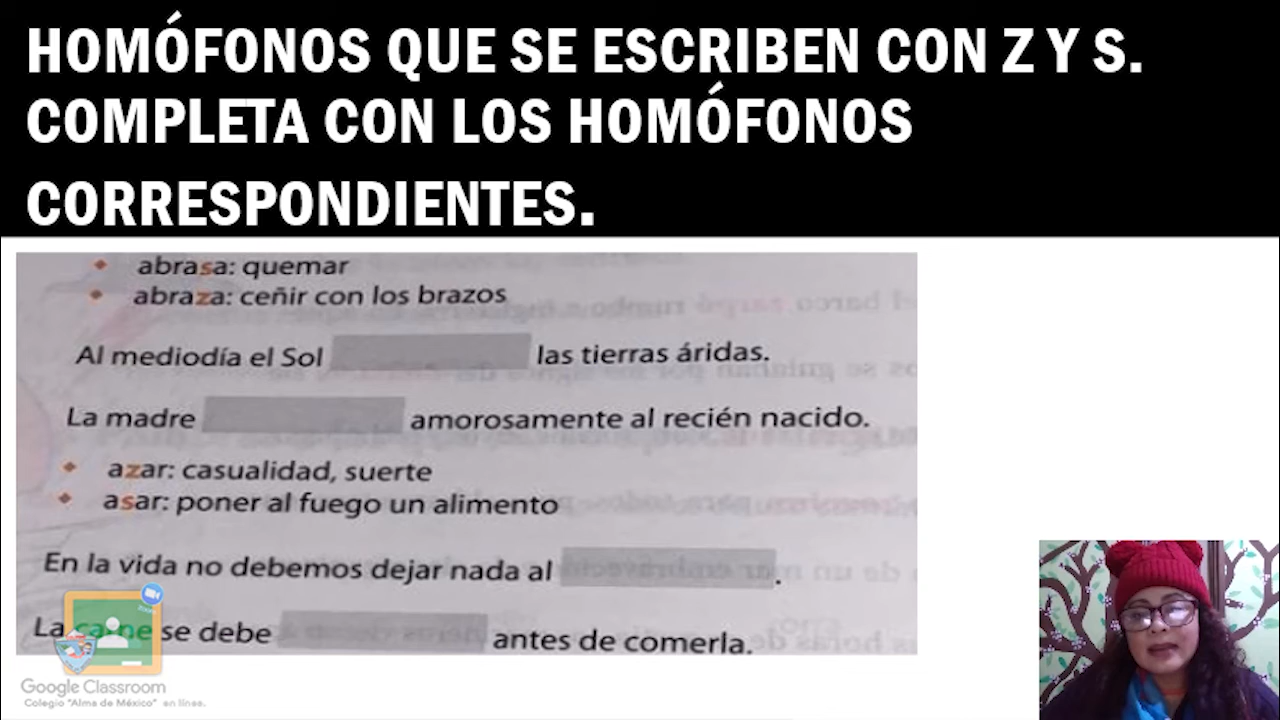 HOMÓFONOS QUE SE ESCRIBEN CON Z Y S.
COMPLETA CON LOS HOMÓFONOS
CORRESPONDIENTES.
abrasa: quemar
abraza: ceñir con los brazos
Al mediodía el Sol las tierras áridas.
La madre amorosamente al recién nacido.
azar: casualidad, suerte
asar: poner al fuego un alimento
En la vida no debemos dejar nada al .
La carne se debe antes de comerla.
zoom
Google Classroom
Colegio "Alma de México" en línea.